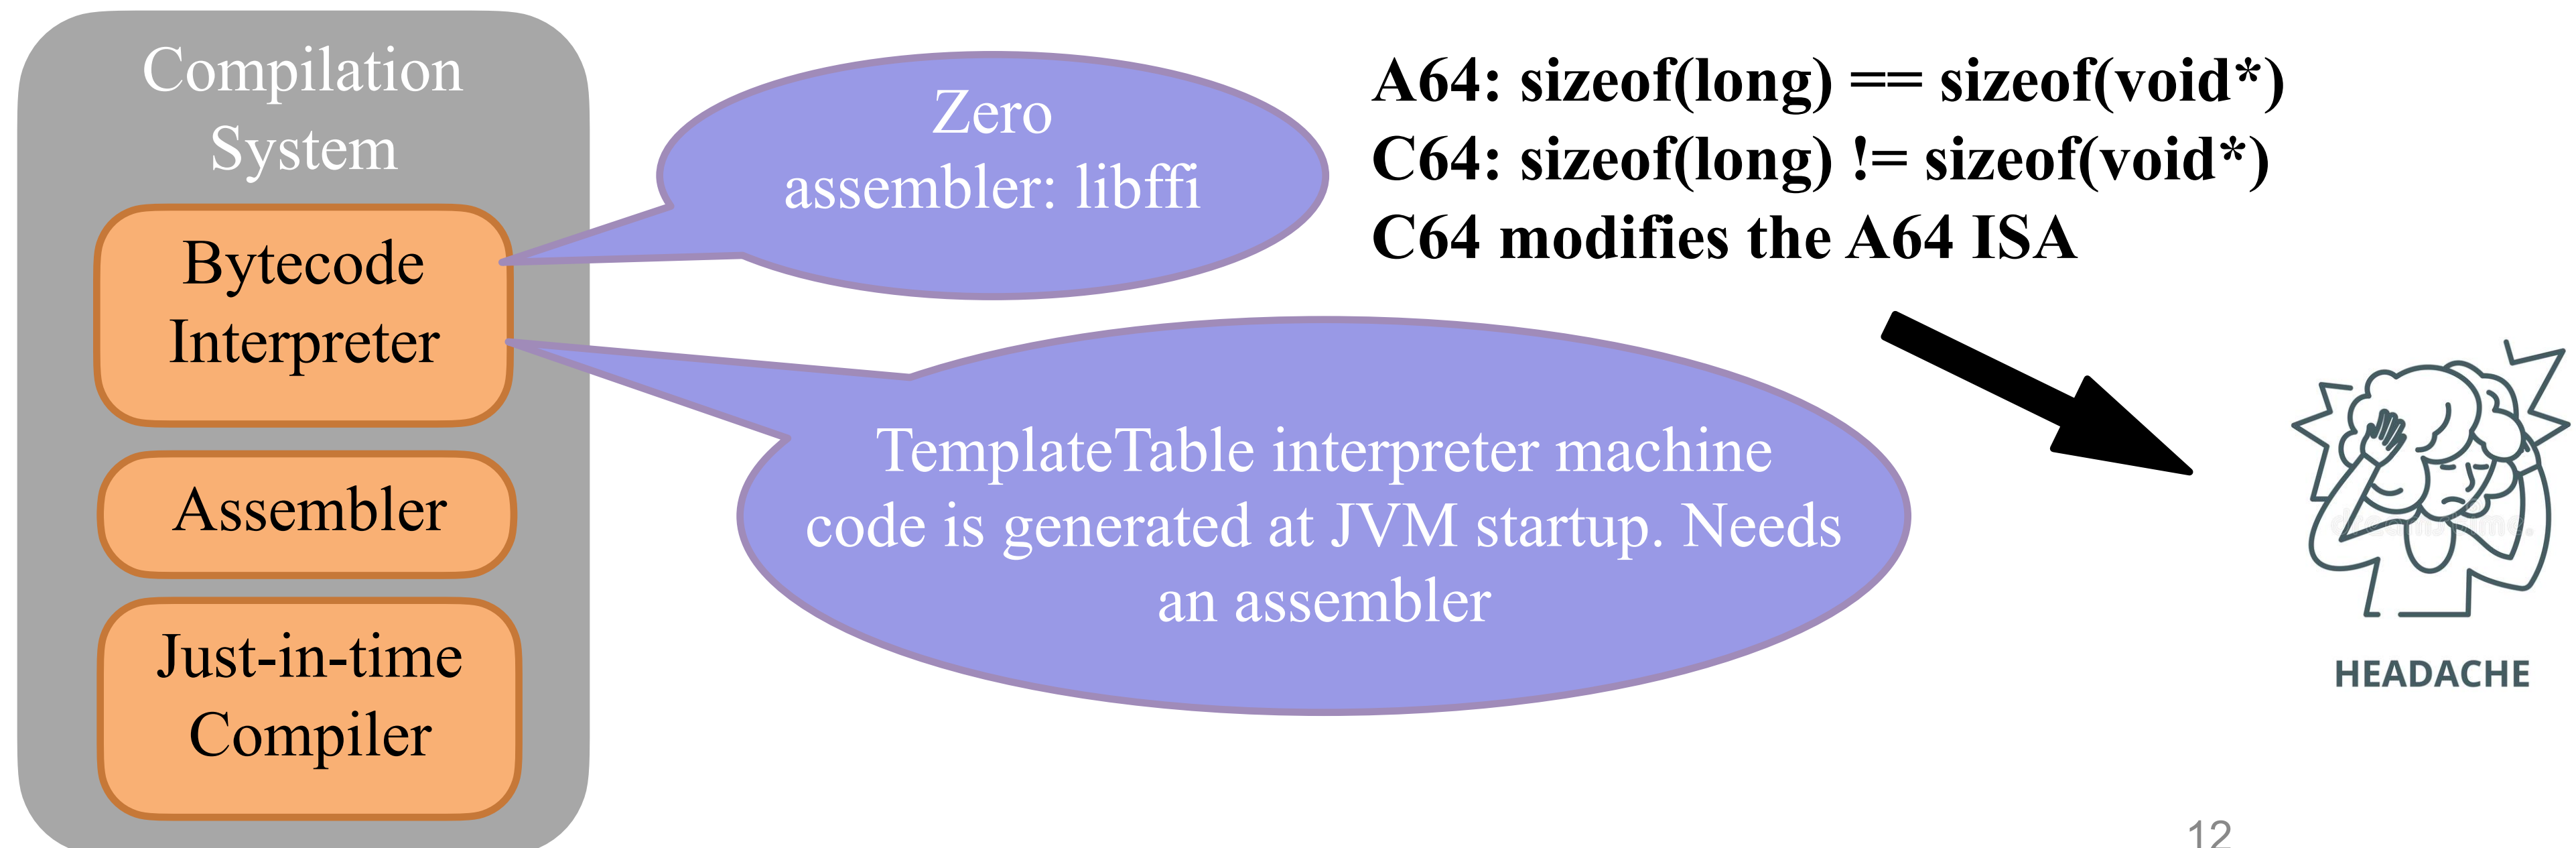 Compilation
System
Bytecode
Interpreter
Assembler
Just-in-time
Compiler
Zero
assembler: libffi
TemplateTable interpreter machine
code is generated at JVM startup. Needs
an assembler
A64: sizeof(long) == sizeof(void*)
C64: sizeof(long) != sizeof(void*)
C64 modifies the A64 ISA
HEADACHE
12